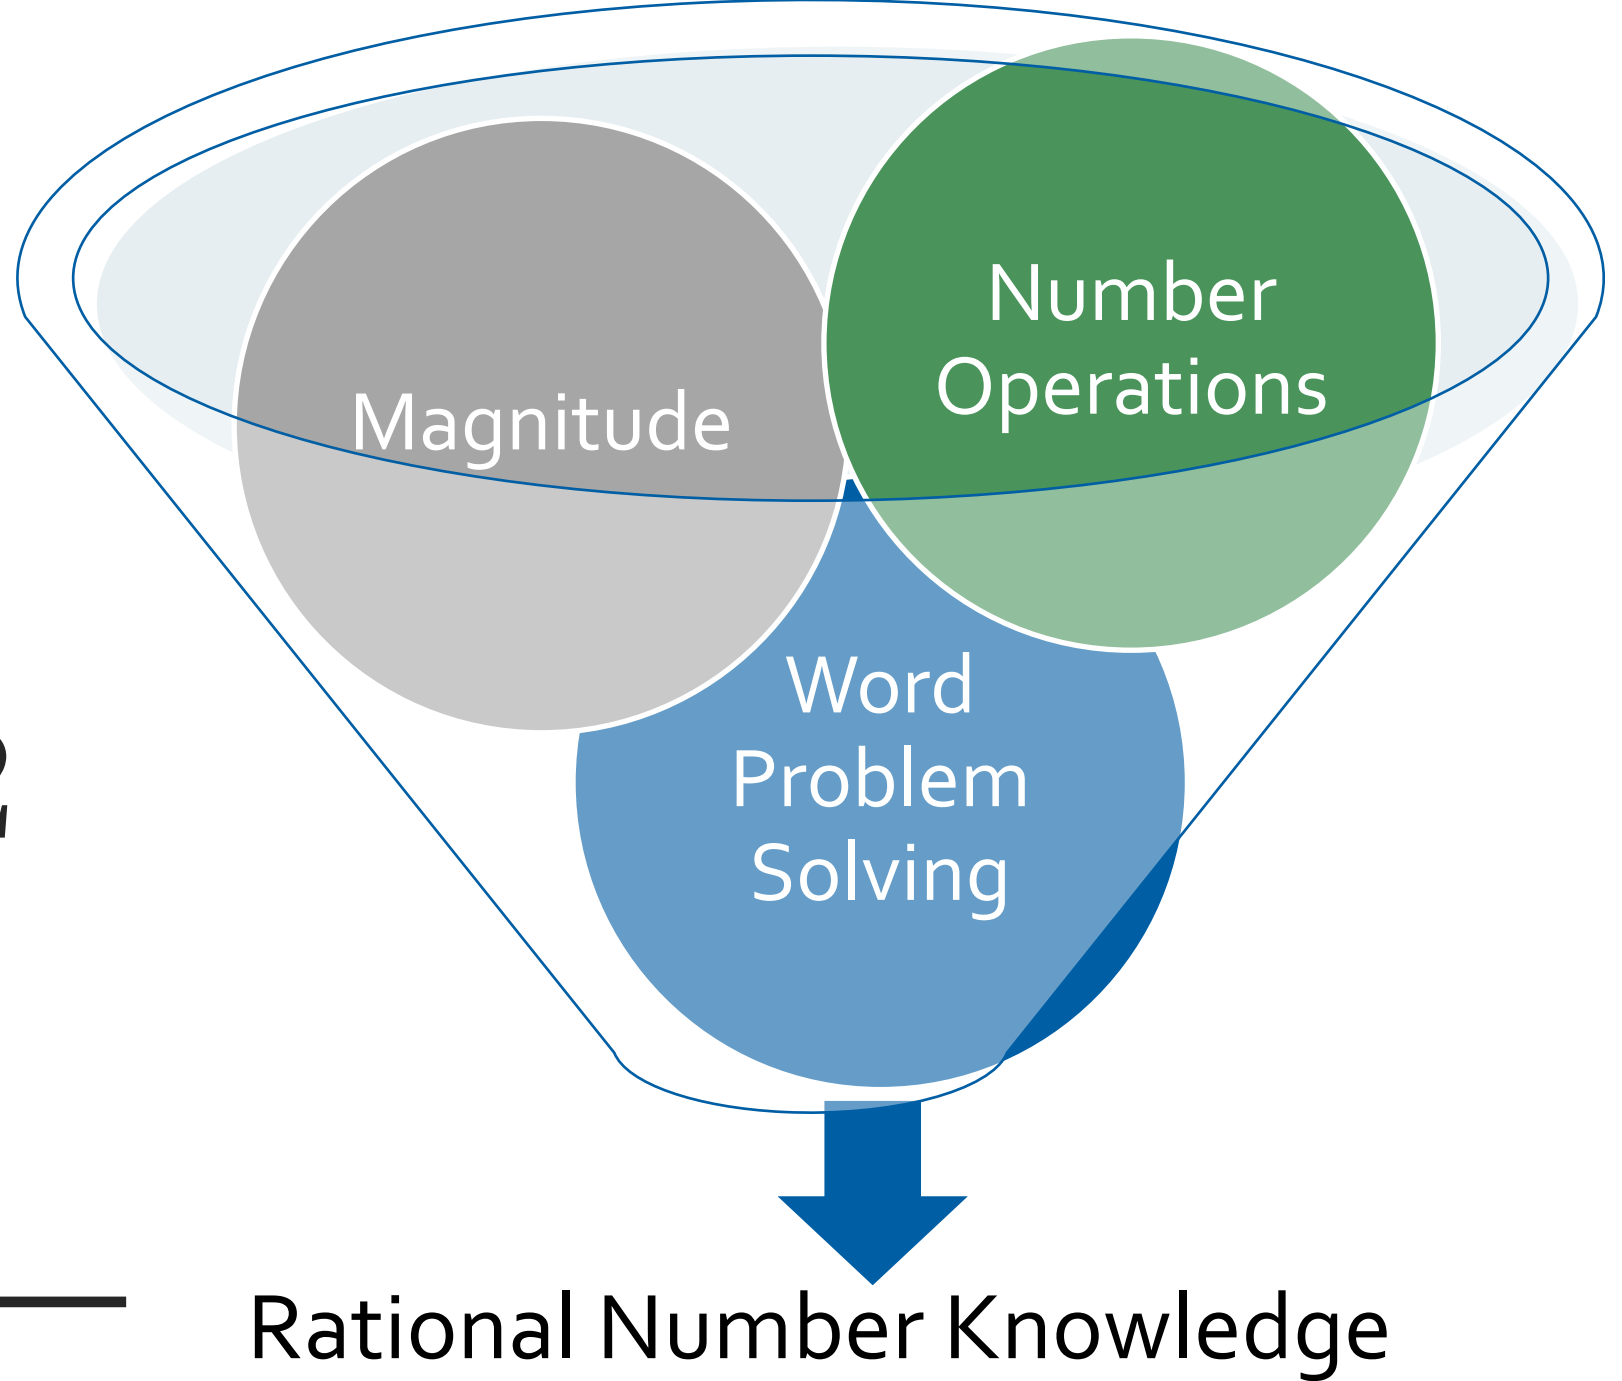 Magnitude
Number
Operations
Word
Problem
Solving
Rational Number Knowledge